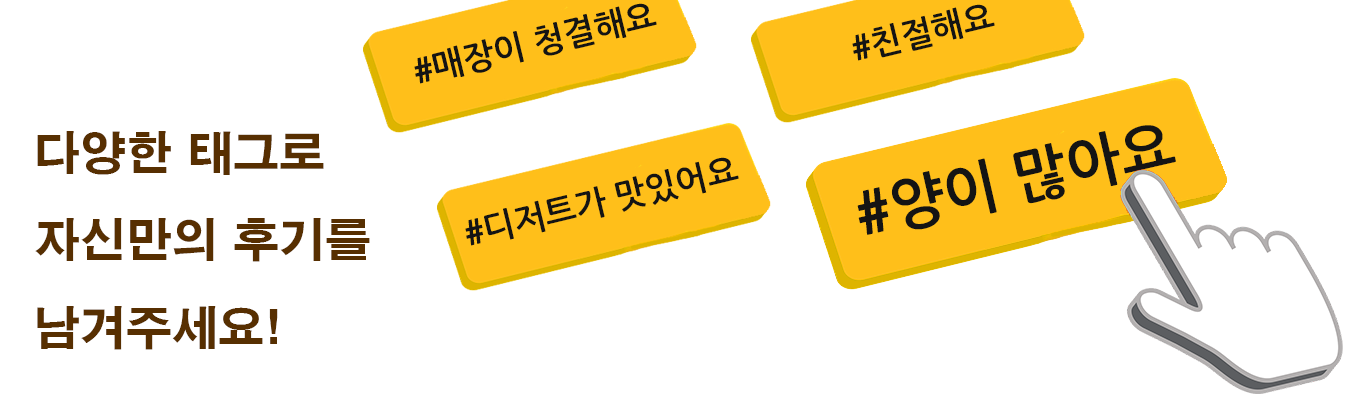 #매장이 청결해요
#친절해요
다양한 태그로
자신만의 후기를
남겨주세요!
#디저트가 맛있어요
#양이 많아요